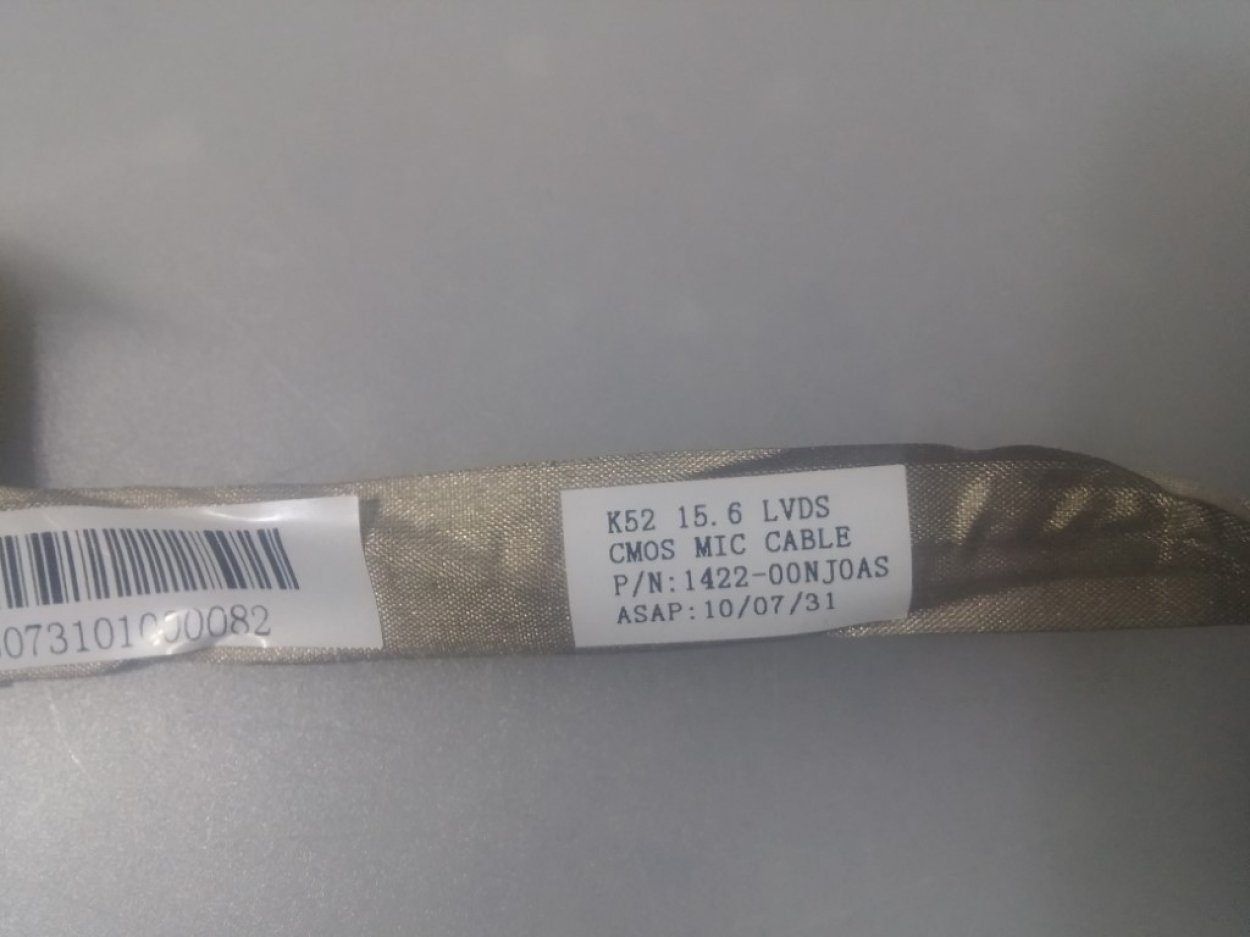 K52 15.6 LVDS
CMOS MIC CABLE
P/N:1422-00NJ0AS
ASAP:10/07/31